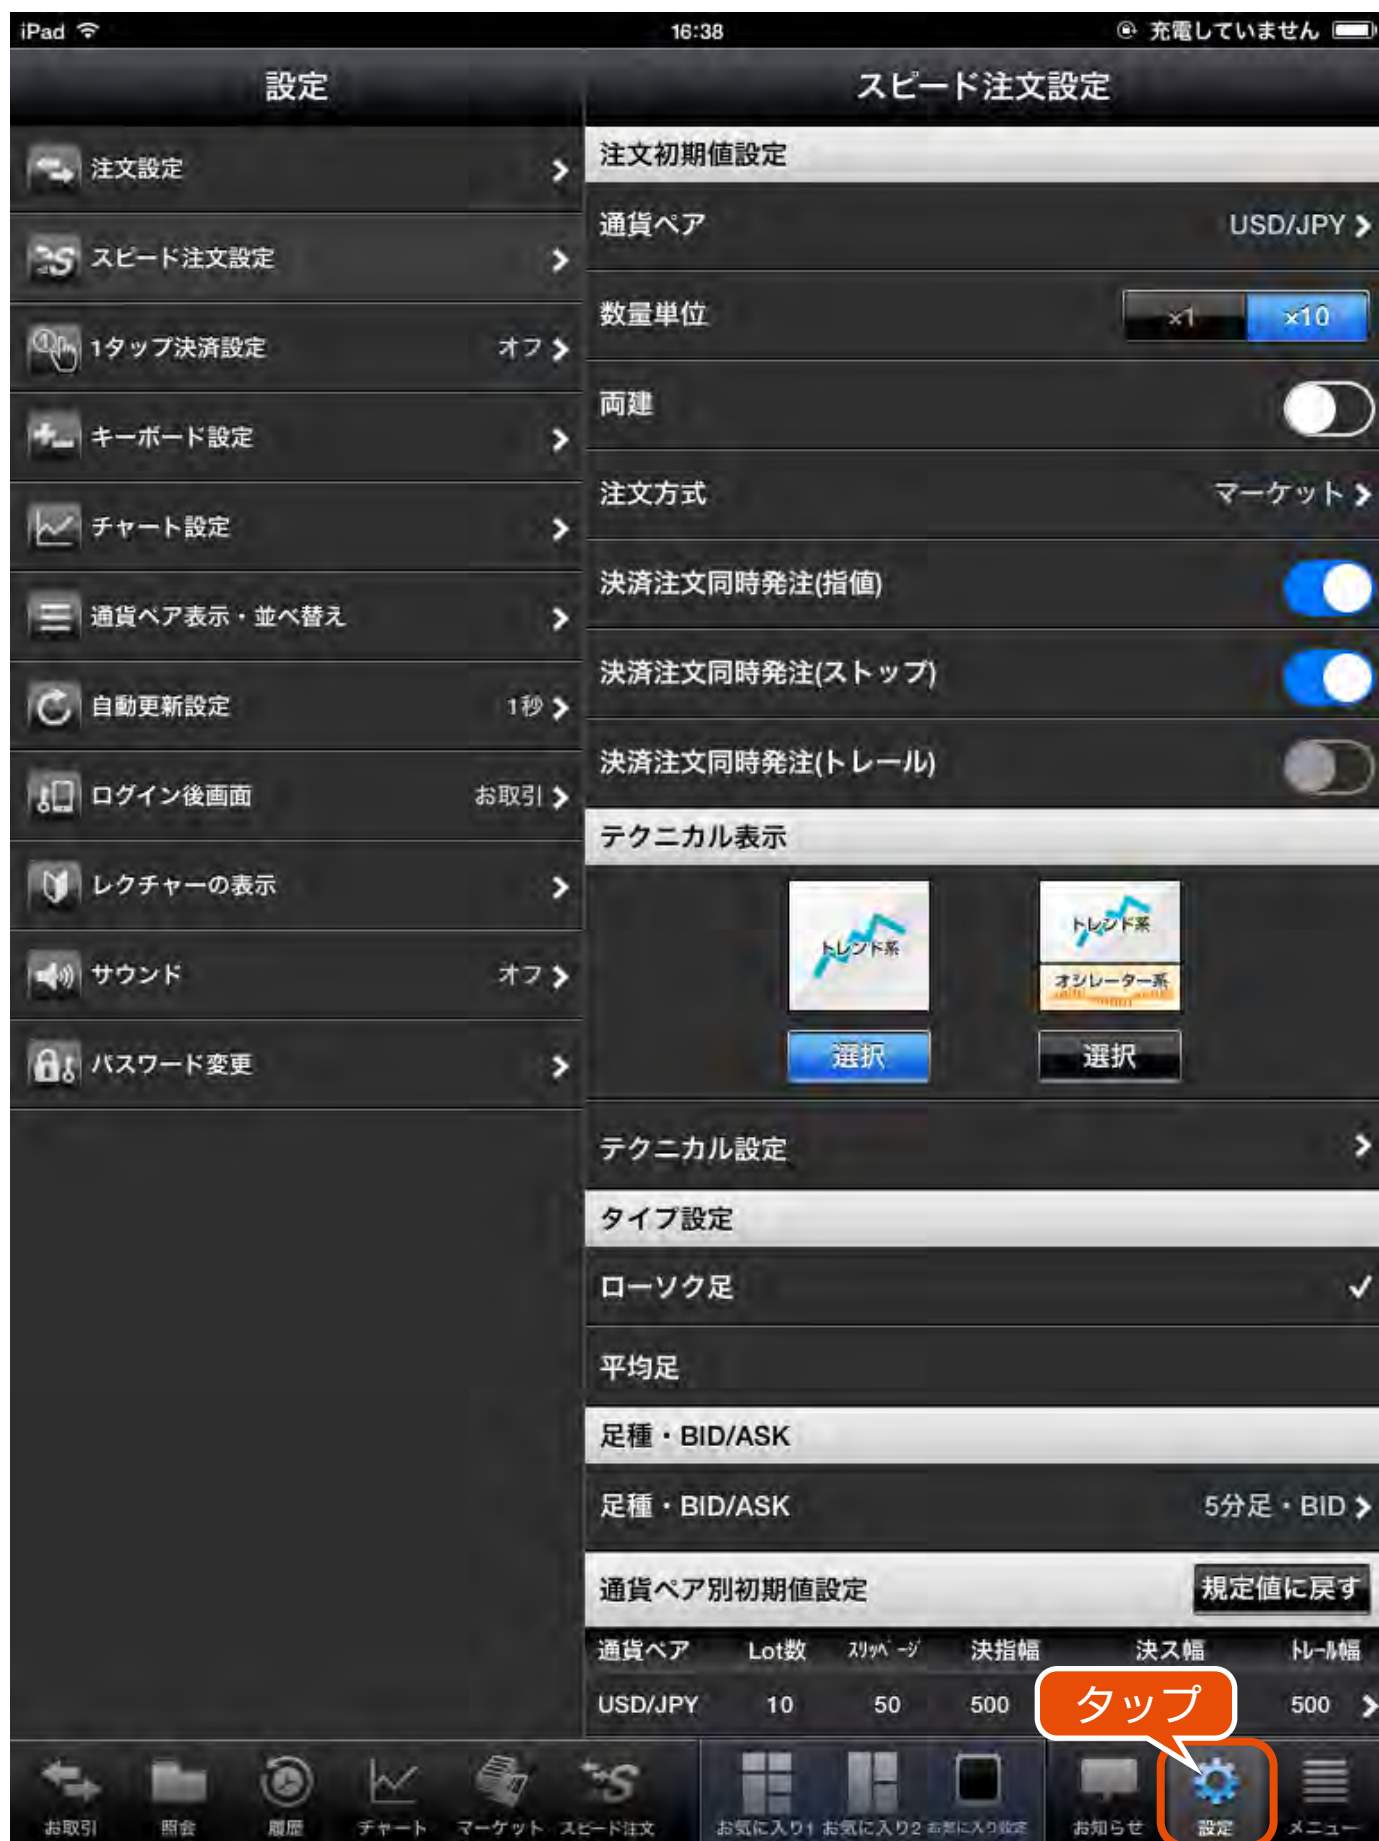 iPad 16:38 充電していません
設定
注文設定
スピード注文設定
1タップ決済設定 オフ
キーボード設定
チャート設定
通貨ペア表示・並べ替え
自動更新設定 1秒
ログイン後画面 お取引
レクチャーの表示
サウンド オフ
パスワード変更
スピード注文設定
注文初期値設定
通貨ペア USD/JPY
数量単位 ×1 ×10
両建
注文方式 マーケット
決済注文同時発注(指値)
決済注文同時発注(ストップ)
決済注文同時発注(トレール)
テクニカル表示
トレンド系 トレンド系
オシレーター系
選択 選択
テクニカル設定
タイプ設定
ローソク足
平均足
足種・BID/ASK
足種・BID/ASK 5分足・BID
通貨ペア別初期値設定 規定値に戻す
通貨ペア Lot数 ｽﾘｯﾍﾟｰｼﾞ 決指幅 決ス幅 ﾄﾚｰﾙ幅
USD/JPY 10 50 500 500
タップ
お取引 照会 履歴 チャート マーケット スピード注文 お気に入り1 お気に入り2 お気に入り設定 お知らせ 設定 メニュー